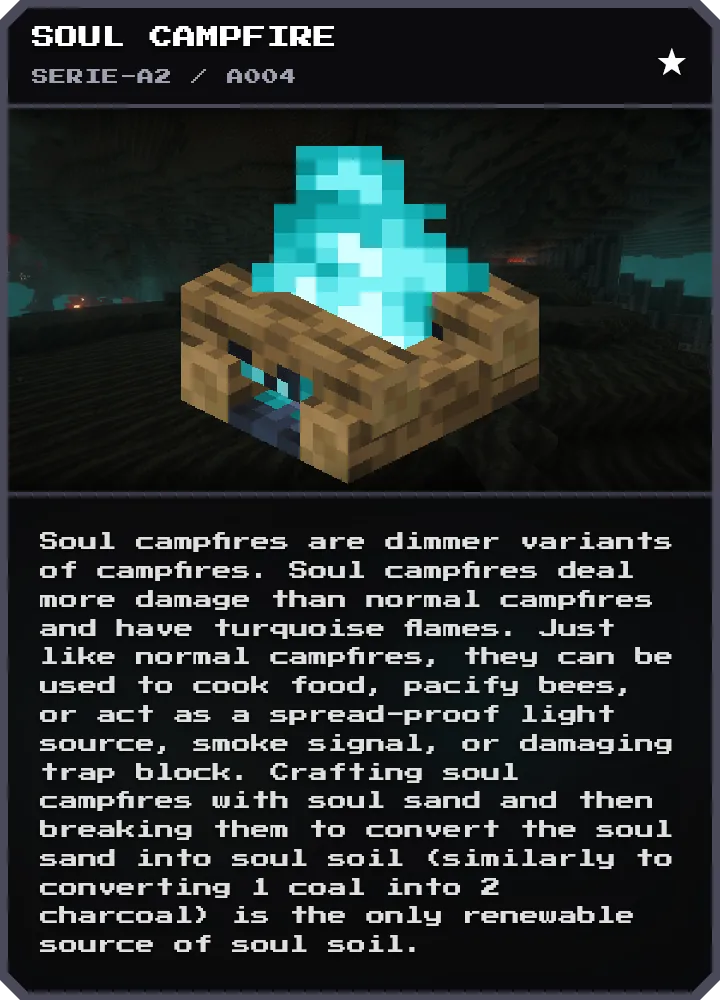 SOUL CAMPFIRE
SERIE-A2 / A004
★
Soul campfires are dimmer variants
of campfires. Soul campfires deal
more damage than normal campfires
and have turquoise flames. Just
like normal campfires, they can be
used to cook food, pacify bees,
or act as a spread-proof light
source, smoke signal, or damaging
trap block. Crafting soul
campfires with soul sand and then
breaking them to convert the soul
sand into soul soil (similarly to
converting 1 coal into 2
charcoal) is the only renewable
source of soul soil.